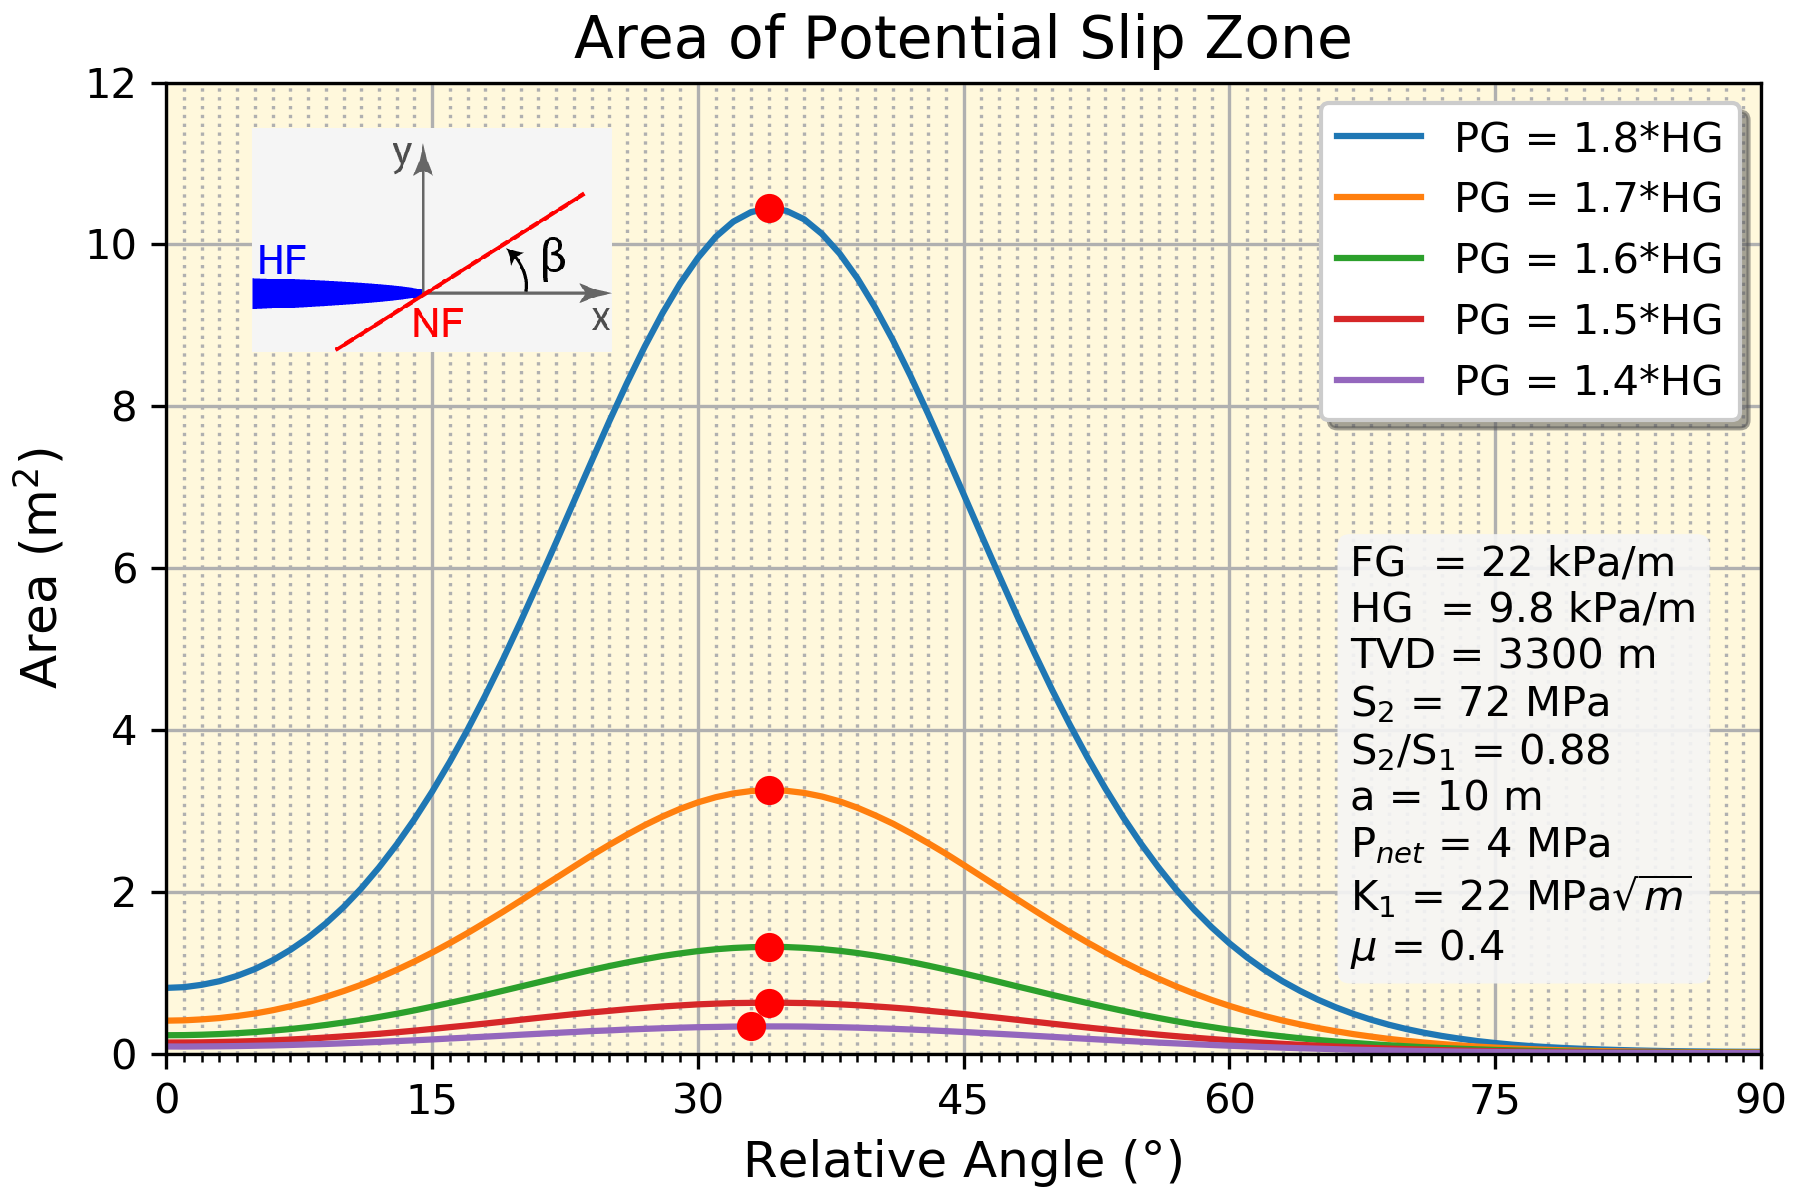 Area of Potential Slip Zone
12
10
8
6
4
2
0
Area (m²)
y
HF
β
NF
x
PG = 1.8*HG
PG = 1.7*HG
PG = 1.6*HG
PG = 1.5*HG
PG = 1.4*HG
FG = 22 kPa/m
HG = 9.8 kPa/m
TVD = 3300 m
S₂ = 72 MPa
S₂/S₁ = 0.88
a = 10 m
Pₙₑₜ = 4 MPa
K₁ = 22 MPa√m
μ = 0.4
0 15 30 45 60 75 90
Relative Angle (°)